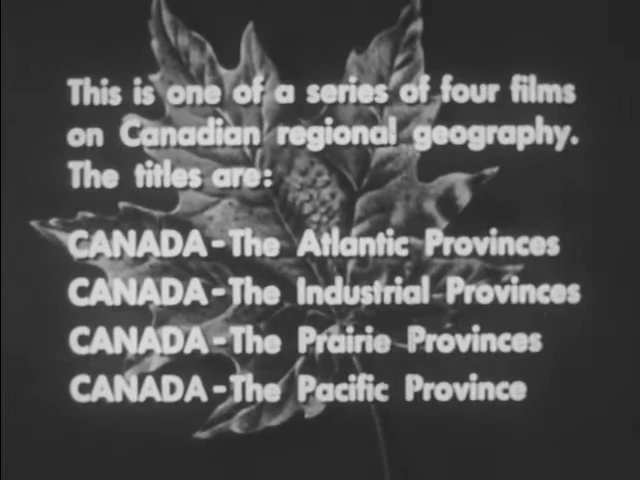 This is one of a series of four films
on Canadian regional geography.
The titles are:
CANADA-The Atlantic Provinces
CANADA-The Industrial Provinces
CANADA-The Prairie Provinces
CANADA-The Pacific Province